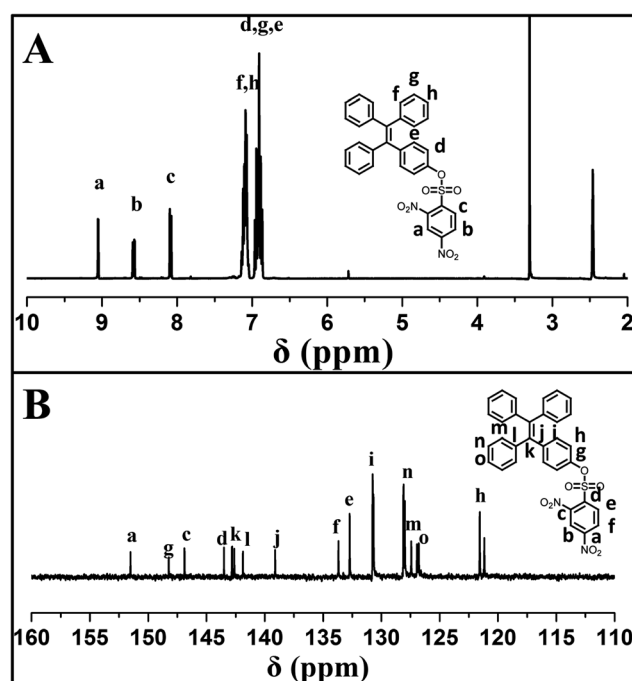 A
d,g,e
f,h
a
b
c
g
f
h
e
d
O
O=S=O
O₂N
c
a
b
NO₂
10 9 8 7 6 5 4 3 2
δ (ppm)
B
a
g
c
d
k
l
j
f
e
i
n
m
o
h
m
l
j
i
h
n
k
g
o
O
O=S=O
d
e
O₂N
c
f
b
a
NO₂
160 155 150 145 140 135 130 125 120 115 110
δ (ppm)